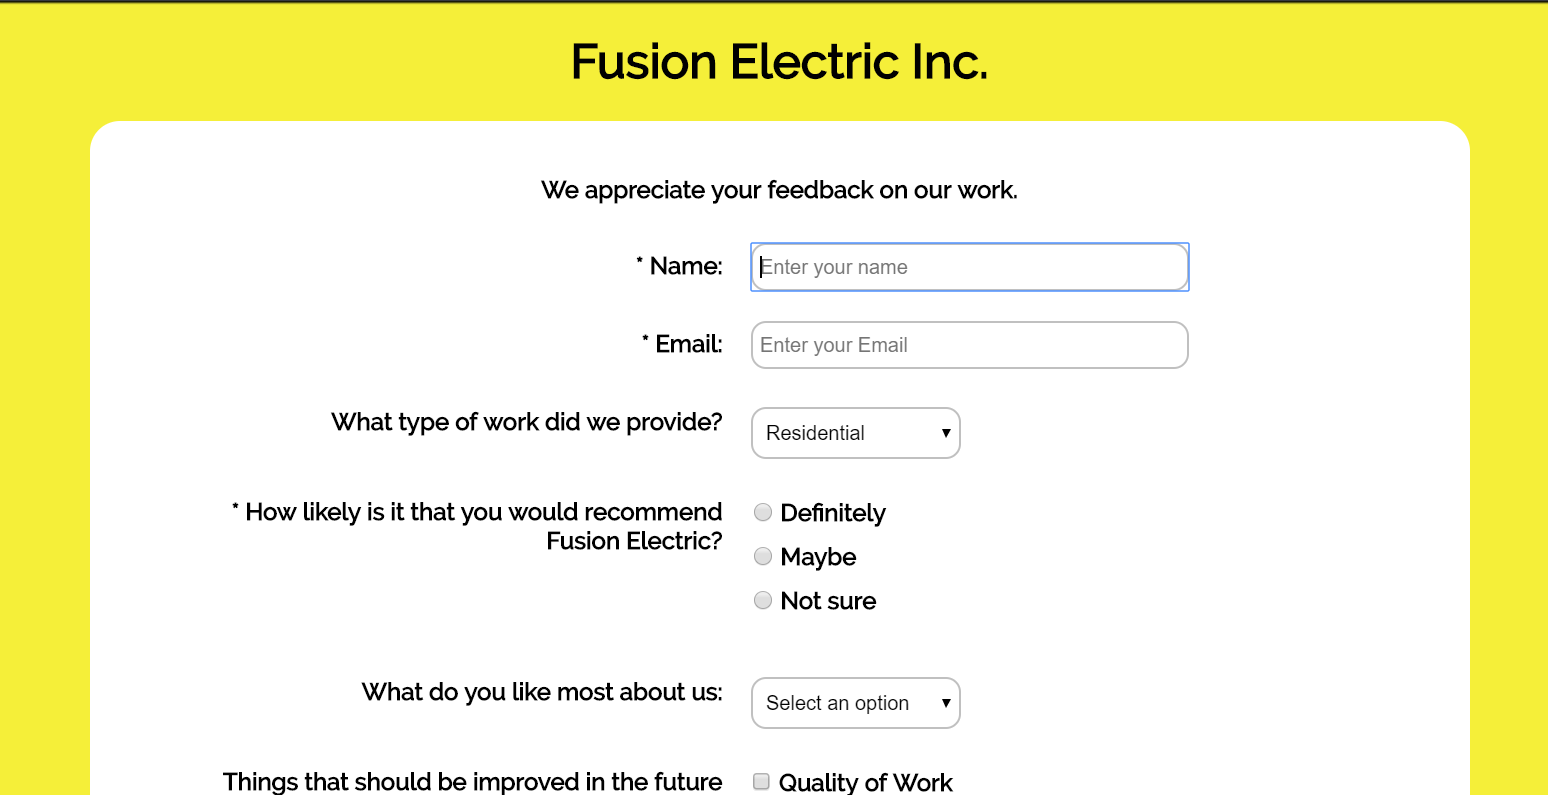 Fusion Electric Inc.
We appreciate your feedback on our work.
* Name:
Enter your name
* Email:
Enter your Email
What type of work did we provide?
Residential
* How likely is it that you would recommend
Fusion Electric?
Definitely
Maybe
Not sure
What do you like most about us:
Select an option
Things that should be improved in the future
Quality of Work